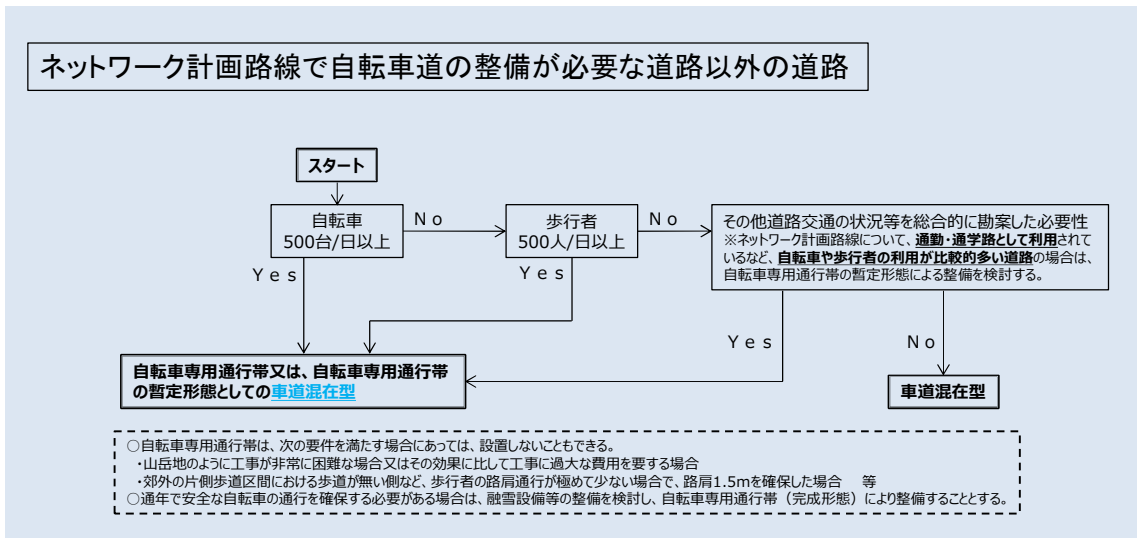 ネットワーク計画路線で自転車道の整備が必要な道路以外の道路
スタート
自転車
500台/日以上
No
歩行者
500人/日以上
No
その他道路交通の状況等を総合的に勘案した必要性
※ネットワーク計画路線について、通勤・通学路として利用されているなど、自転車や歩行者の利用が比較的多い道路の場合は、
自転車専用通行帯の暫定形態による整備を検討する。
Yes
Yes
Yes
No
自転車専用通行帯又は、自転車専用通行帯
の暫定形態としての車道混在型
車道混在型
○自転車専用通行帯は、次の要件を満たす場合にあっては、設置しないこともできる。
・山岳地のように工事が非常に困難な場合又はその効果に比して工事に過大な費用を要する場合
・郊外の片側歩道区間における歩道が無い側など、歩行者の路肩通行が極めて少ない場合で、路肩1.5mを確保した場合 等
○通年で安全な自転車の通行を確保する必要がある場合は、融雪設備等の整備を検討し、自転車専用通行帯（完成形態）により整備することとする。